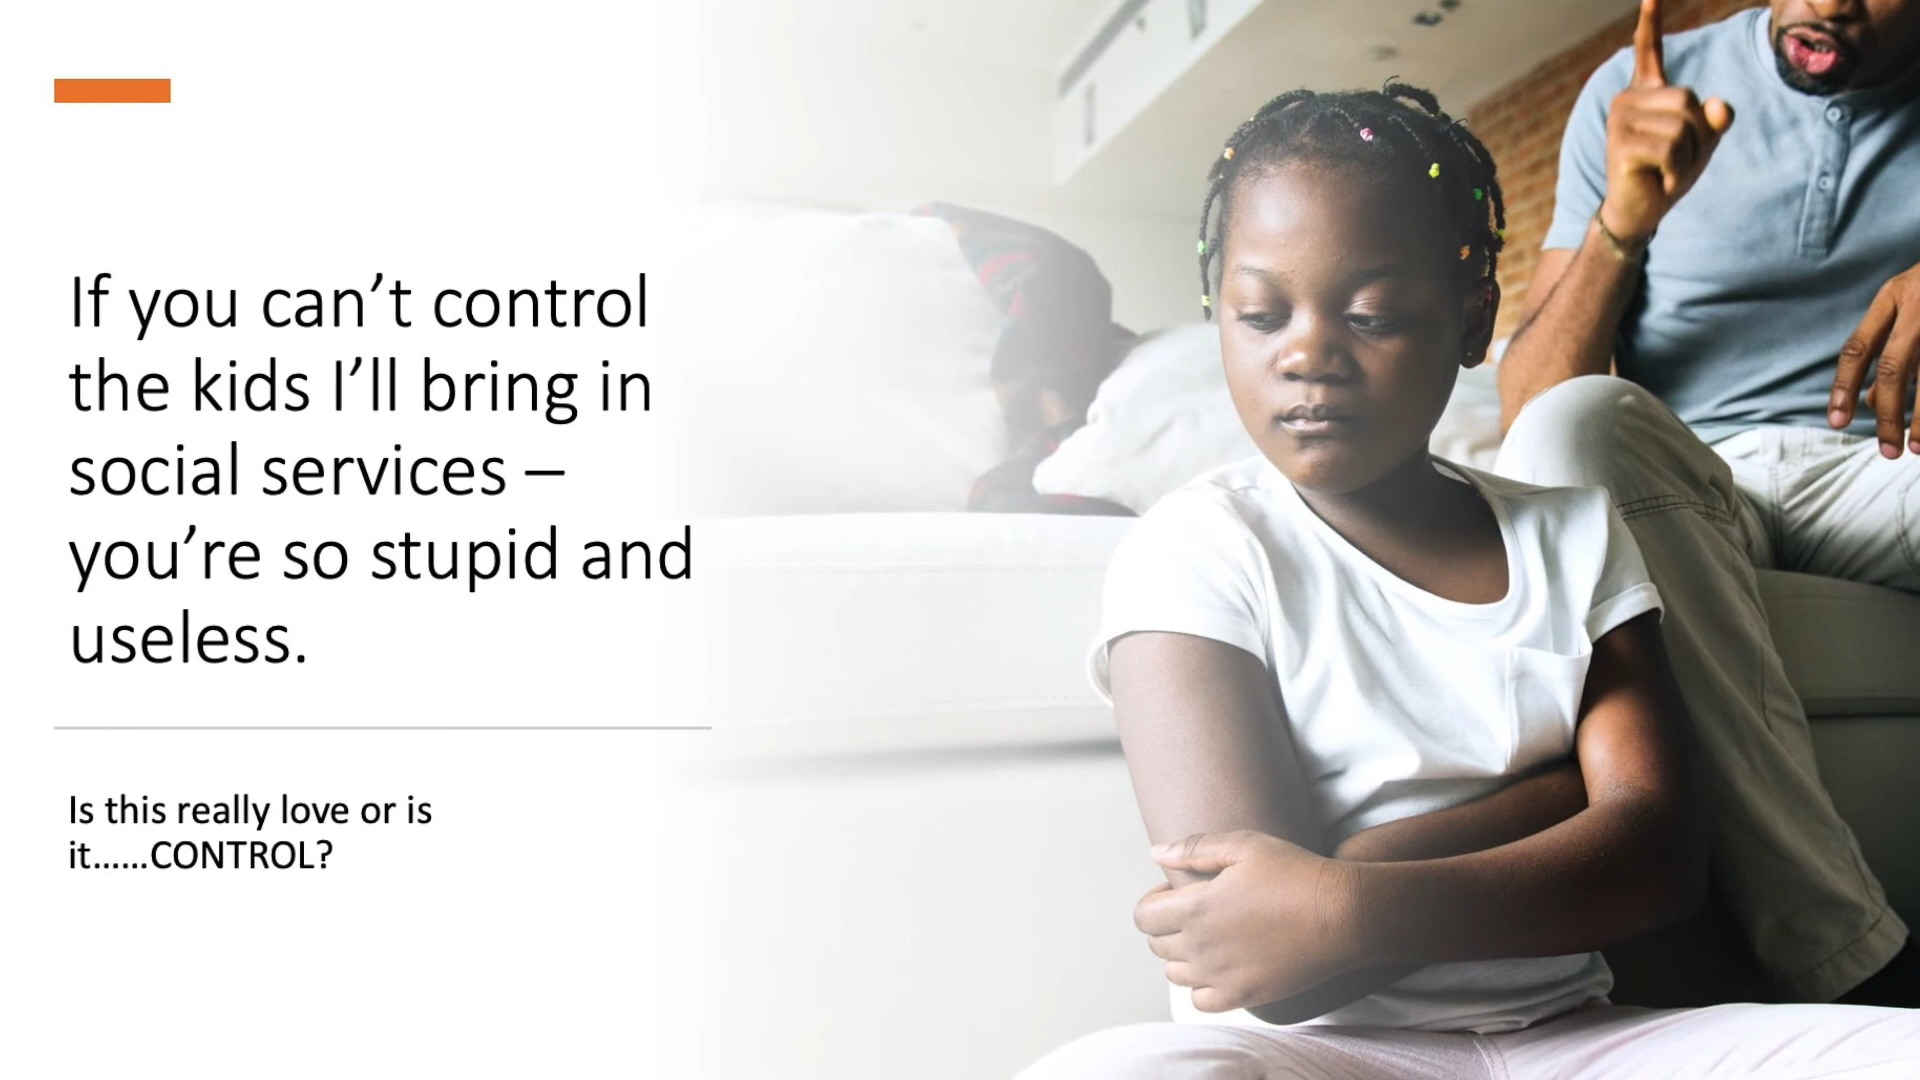 If you can’t control
the kids I’ll bring in
social services –
you’re so stupid and
useless.
Is this really love or is
it……CONTROL?